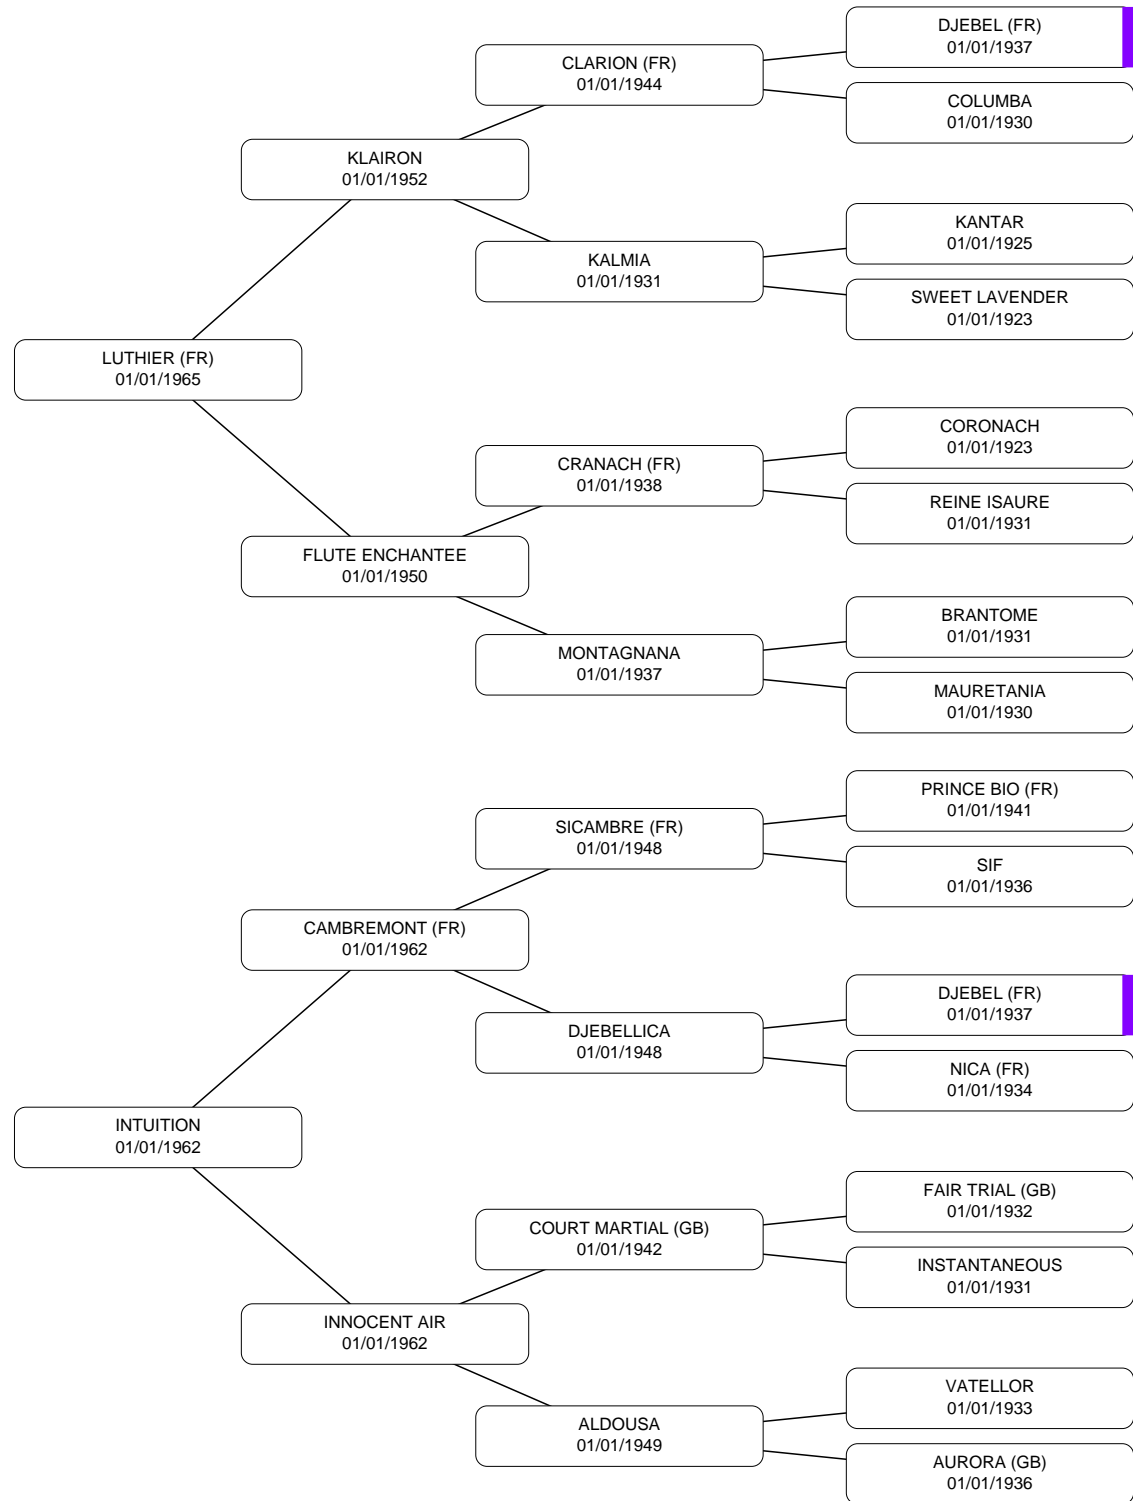 DJEBEL (FR)
01/01/1937
CLARION (FR)
01/01/1944
COLUMBA
01/01/1930
KLAIRON
01/01/1952
KANTAR
01/01/1925
KALMIA
01/01/1931
SWEET LAVENDER
01/01/1923
LUTHIER (FR)
01/01/1965
CORONACH
01/01/1923
CRANACH (FR)
01/01/1938
REINE ISAURE
01/01/1931
FLUTE ENCHANTEE
01/01/1950
BRANTOME
01/01/1931
MONTAGNANA
01/01/1937
MAURETANIA
01/01/1930
PRINCE BIO (FR)
01/01/1941
SICAMBRE (FR)
01/01/1948
SIF
01/01/1936
CAMBREMONT (FR)
01/01/1962
DJEBEL (FR)
01/01/1937
DJEBELLICA
01/01/1948
NICA (FR)
01/01/1934
INTUITION
01/01/1962
FAIR TRIAL (GB)
01/01/1932
COURT MARTIAL (GB)
01/01/1942
INSTANTANEOUS
01/01/1931
INNOCENT AIR
01/01/1962
VATELLOR
01/01/1933
ALDOUSA
01/01/1949
AURORA (GB)
01/01/1936